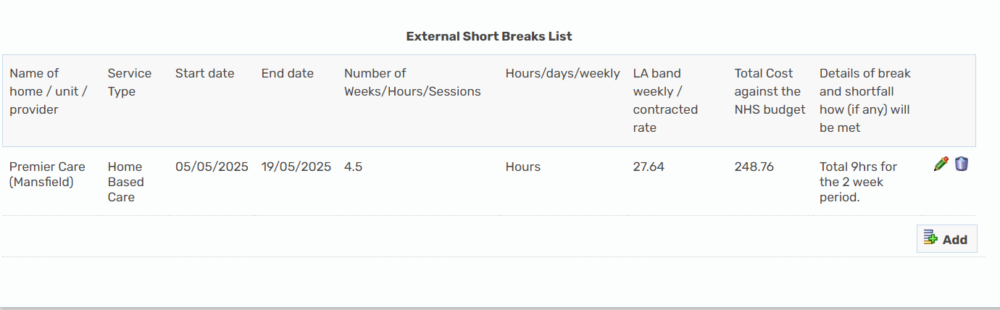 External Short Breaks List
Name of home / unit / provider
Service Type
Start date
End date
Number of Weeks/Hours/Sessions
Hours/days/weekly
LA band weekly / contracted rate
Total Cost against the NHS budget
Details of break and shortfall how (if any) will be met
Premier Care (Mansfield)
Home Based Care
05/05/2025
19/05/2025
4.5
Hours
27.64
248.76
Total 9hrs for the 2 week period.
Add